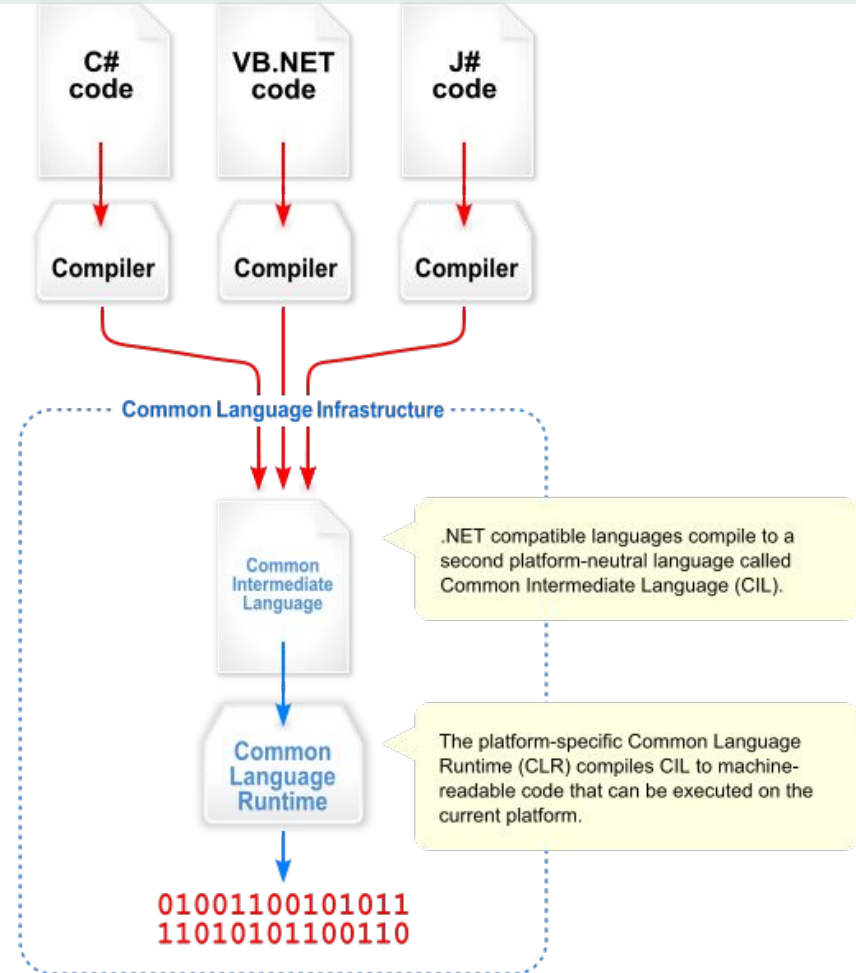 C#
code
VB.NET
code
J#
code
Compiler
Compiler
Compiler
Common Language Infrastructure
Common
Intermediate
Language
.NET compatible languages compile to a
second platform-neutral language called
Common Intermediate Language (CIL).
Common
Language
Runtime
The platform-specific Common Language
Runtime (CLR) compiles CIL to machine-
readable code that can be executed on the
current platform.
01001100101011
11010101100110